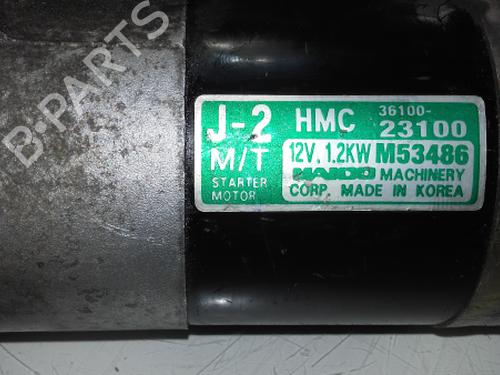 B-PARTS
J-2 HMC 36100-
23100
M/T 12V, 1.2KW M53486
STARTER MANDO MACHINERY
MOTOR CORP. MADE IN KOREA